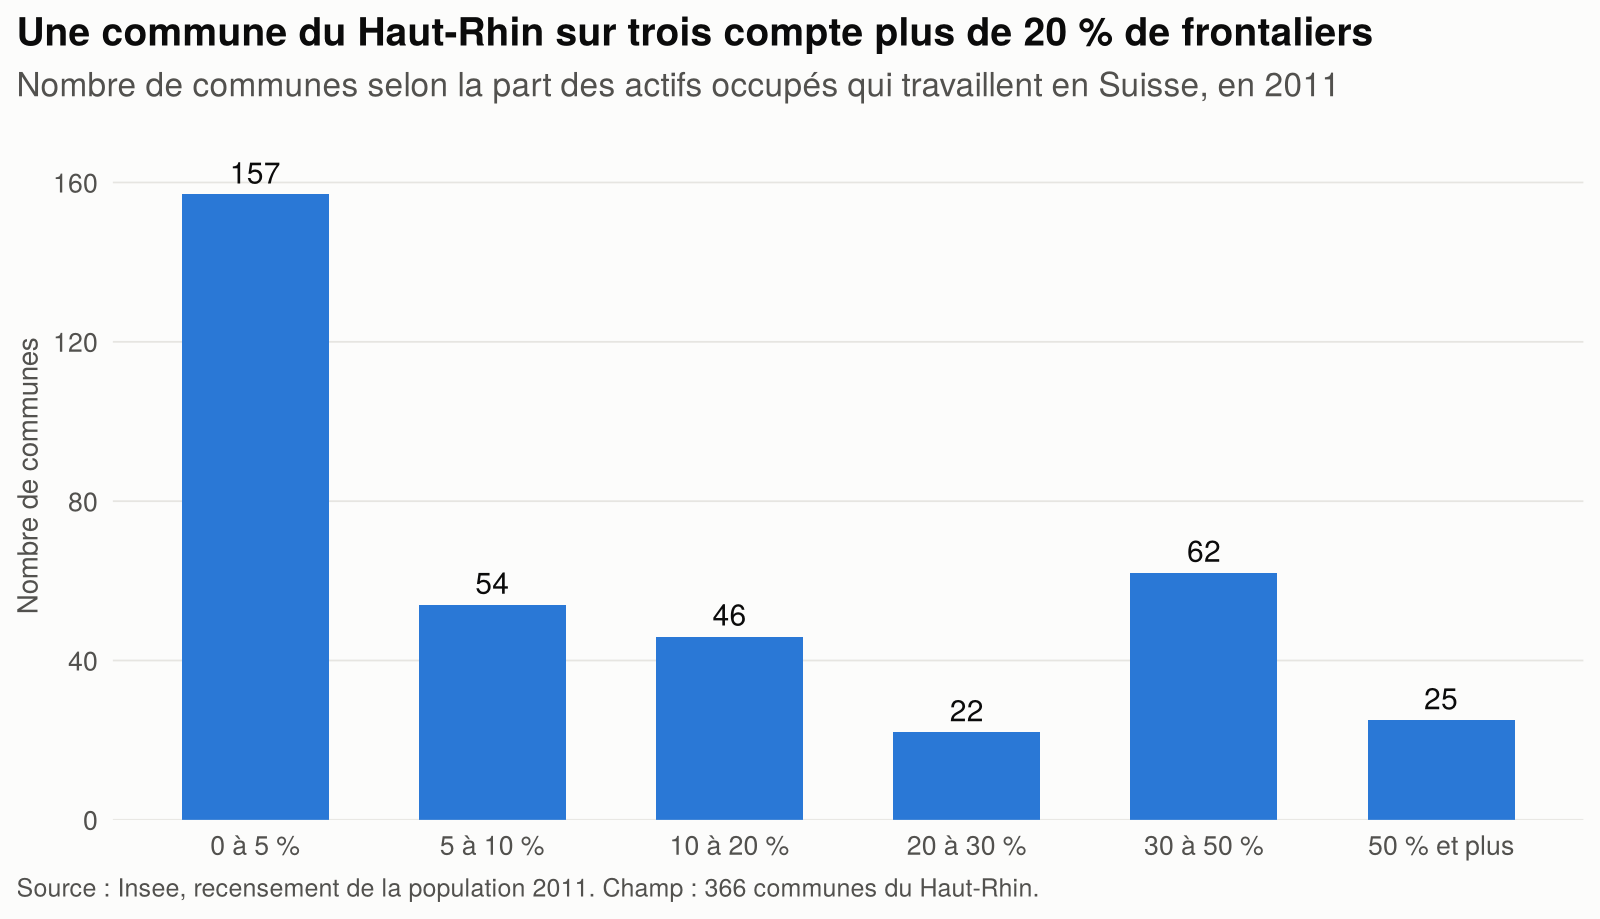 Une commune du Haut-Rhin sur trois compte plus de 20 % de frontaliers
Nombre de communes selon la part des actifs occupés qui travaillent en Suisse, en 2011
Nombre de communes
160
120
80
40
0
157
54
46
22
62
25
0 à 5 %
5 à 10 %
10 à 20 %
20 à 30 %
30 à 50 %
50 % et plus
Source : Insee, recensement de la population 2011. Champ : 366 communes du Haut-Rhin.